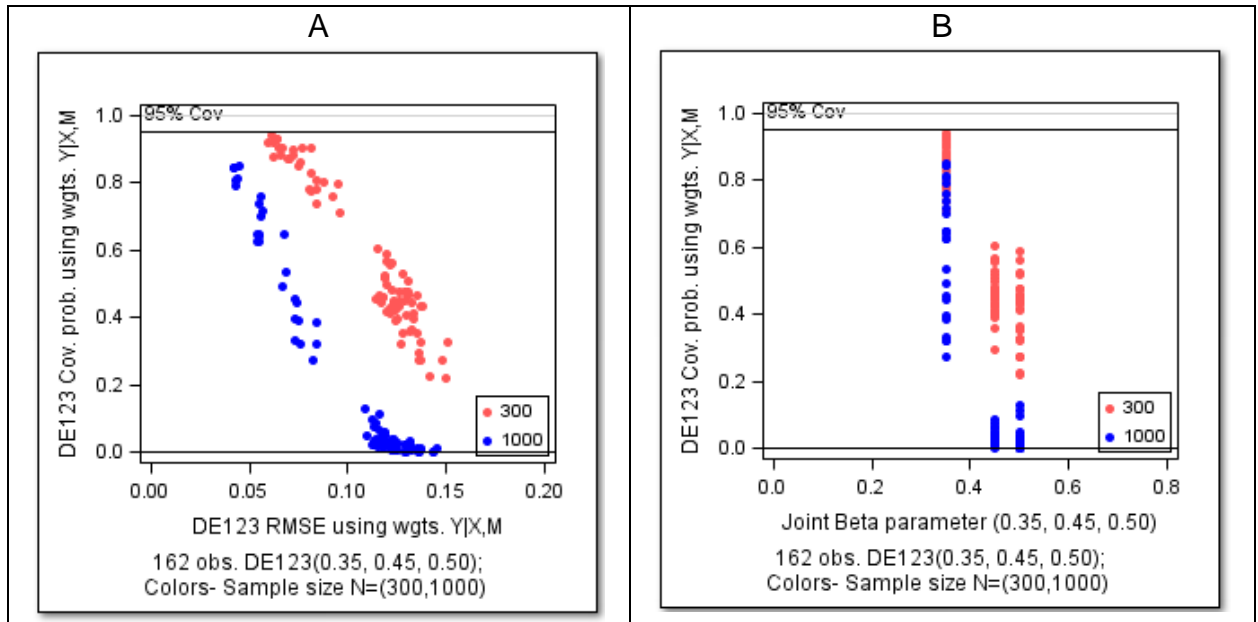 A
DE123 Cov. prob. using wgts. Y|X,M
95% Cov
1.0
0.8
0.6
0.4
0.2
0.0
300
1000
0.00 0.05 0.10 0.15 0.20
DE123 RMSE using wgts. Y|X,M
162 obs. DE123(0.35, 0.45, 0.50);
Colors- Sample size N=(300,1000)
B
DE123 Cov. prob. using wgts. Y|X,M
95% Cov
1.0
0.8
0.6
0.4
0.2
0.0
300
1000
0.0 0.2 0.4 0.6 0.8
Joint Beta parameter (0.35, 0.45, 0.50)
162 obs. DE123(0.35, 0.45, 0.50);
Colors- Sample size N=(300,1000)